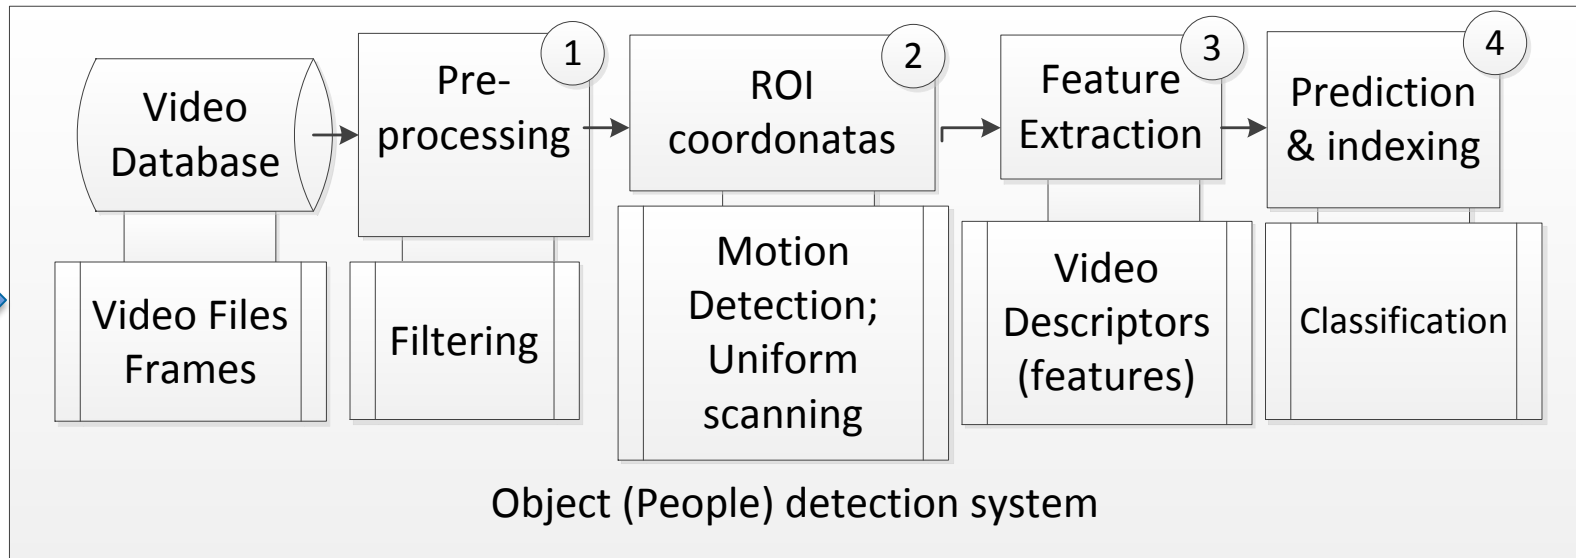 Video
Database
Video Files
Frames
1
Pre-
processing
Filtering
2
ROI
coordonatas
Motion
Detection;
Uniform
scanning
3
Feature
Extraction
Video
Descriptors
(features)
4
Prediction
& indexing
Classification
Object (People) detection system